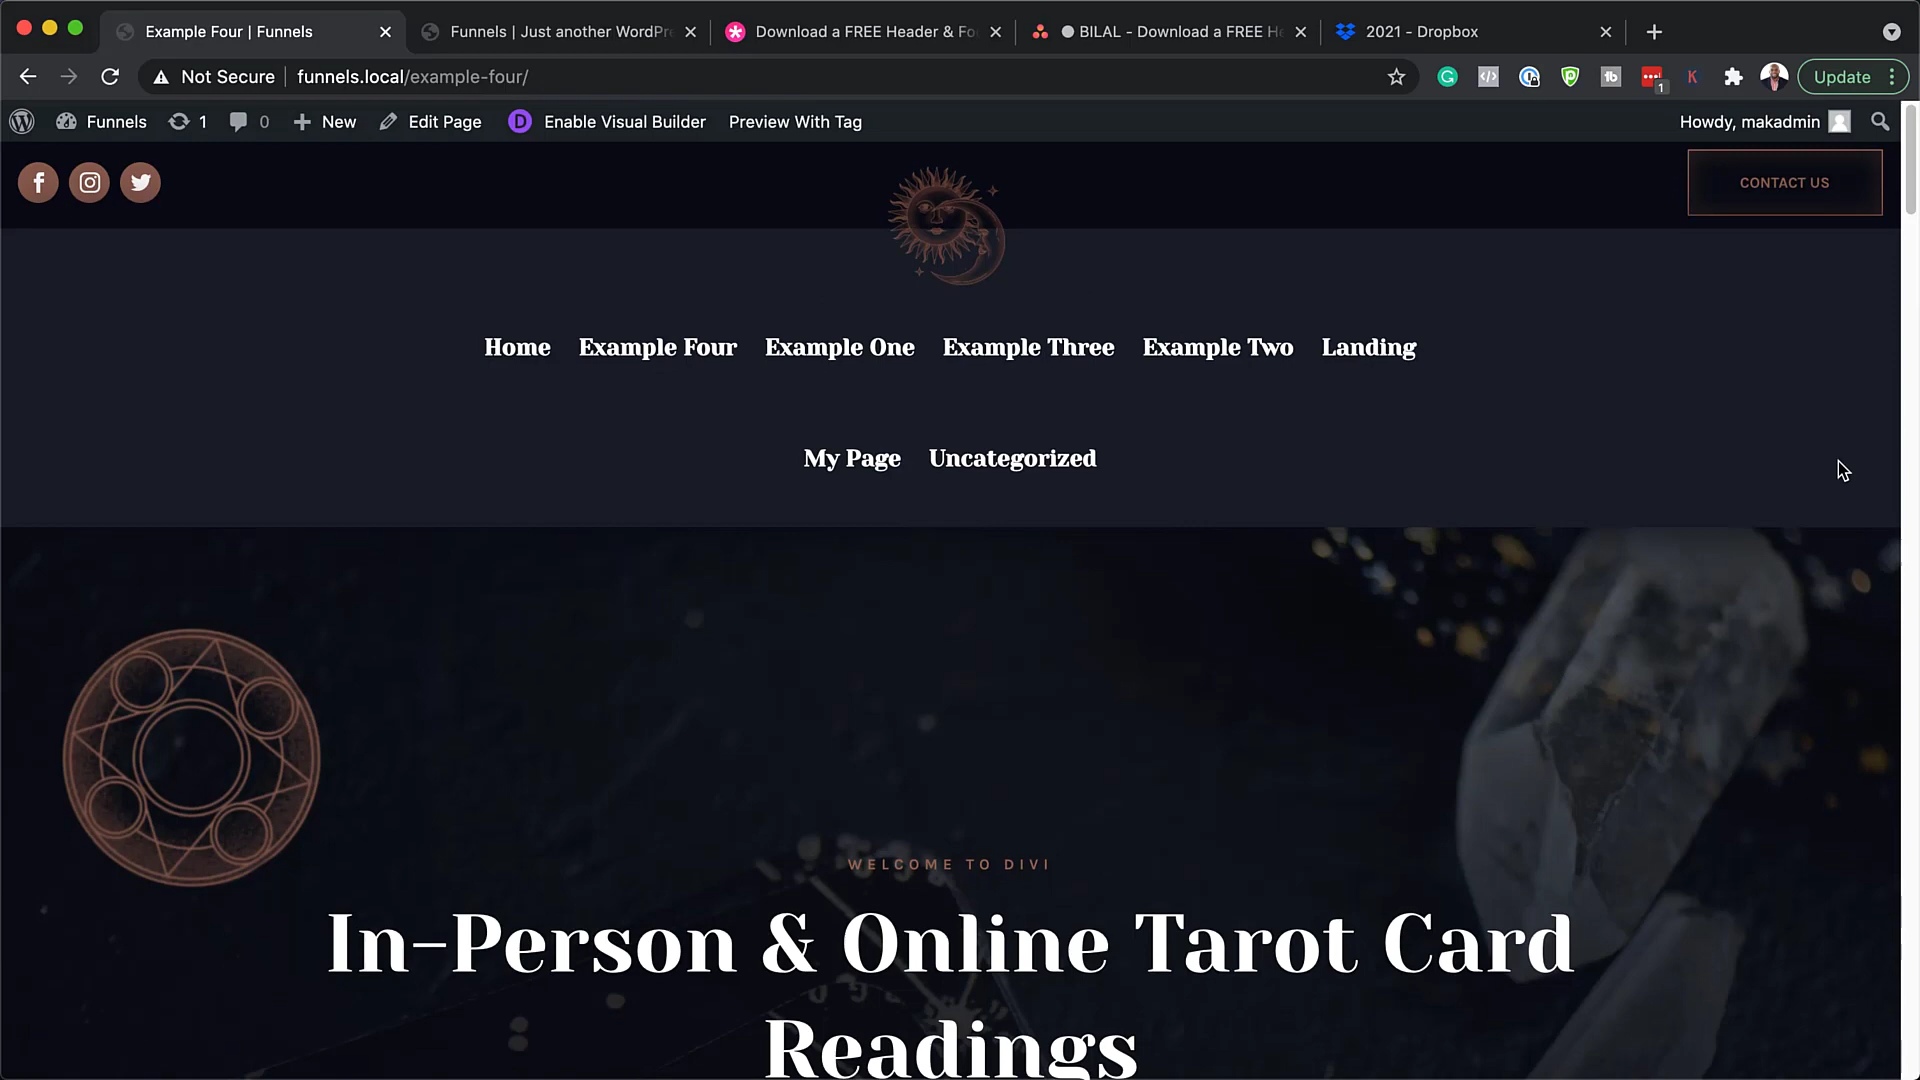 Example Four | Funnels
Funnels | Just another WordPre
Download a FREE Header & Fo
BILAL - Download a FREE He
2021 - Dropbox
Not Secure
funnels.local/example-four/
1
Update
Funnels
1
0
New
Edit Page
D
Enable Visual Builder
Preview With Tag
Howdy, makadmin
CONTACT US
Home Example Four Example One Example Three Example Two Landing
My Page Uncategorized
WELCOME TO DIVI
In-Person & Online Tarot Card
Readings